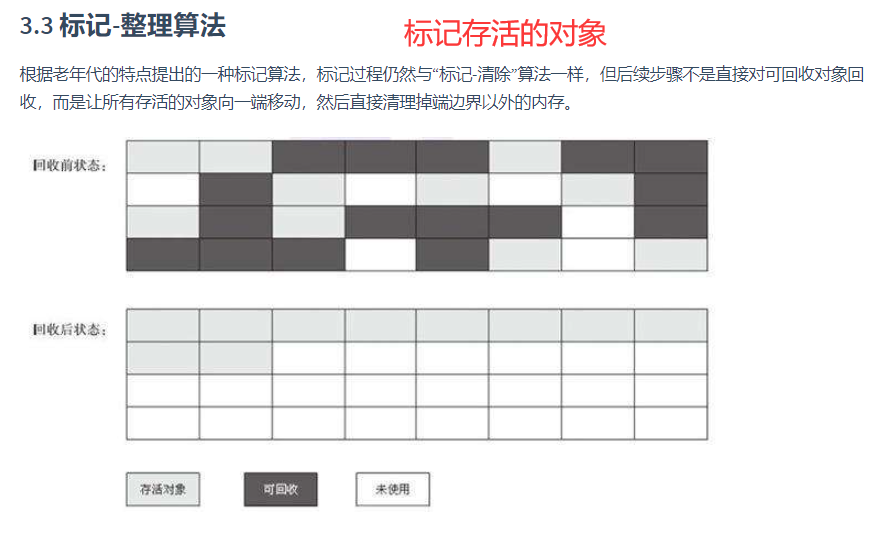 3.3 标记-整理算法
标记存活的对象
根据老年代的特点提出的一种标记算法，标记过程仍然与“标记-清除”算法一样，但后续步骤不是直接对可回收对象回
收，而是让所有存活的对象向一端移动，然后直接清理掉端边界以外的内存。
回收前状态：
回收后状态：
存活对象
可回收
未使用